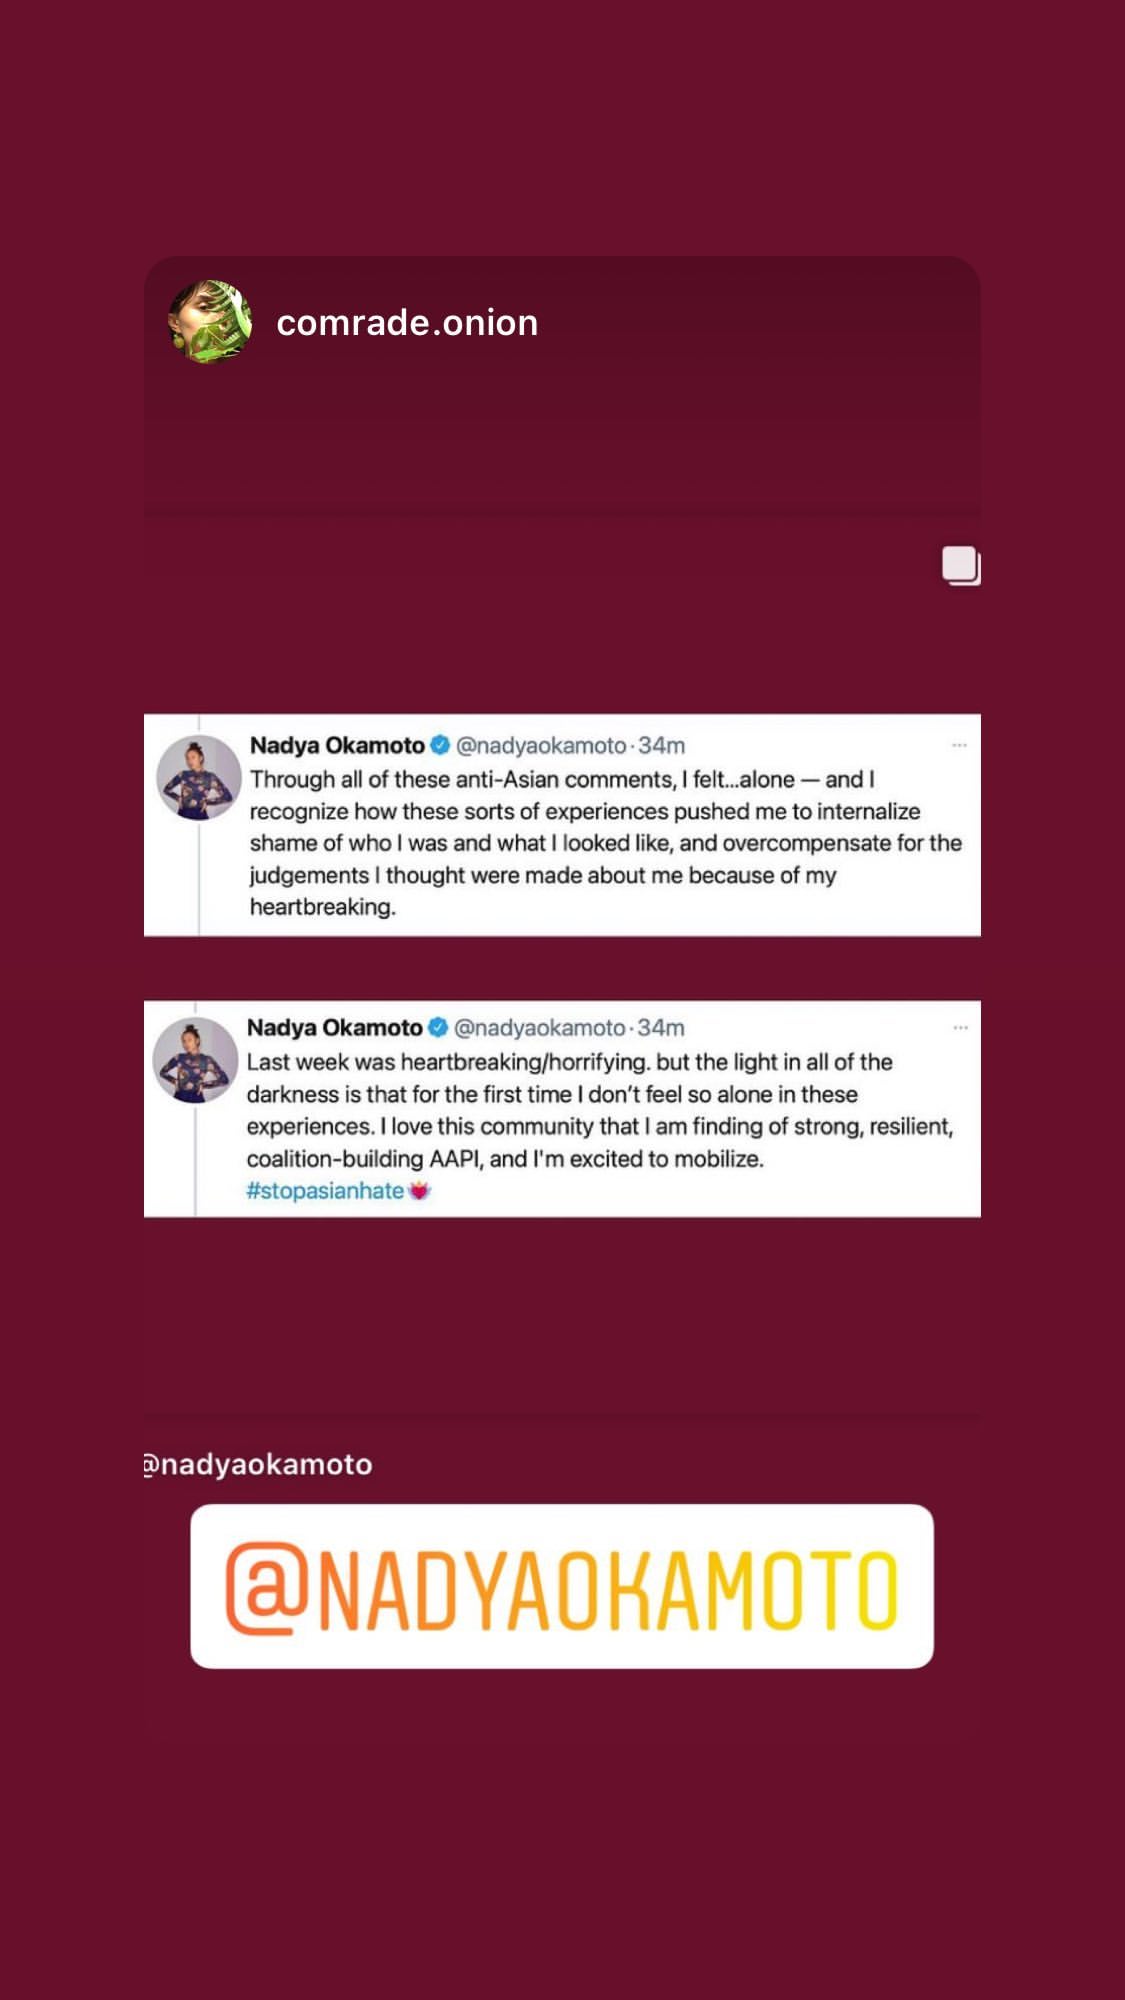 comrade.onion
Nadya Okamoto @nadyaokamoto · 34m
Through all of these anti-Asian comments, I felt...alone — and I
recognize how these sorts of experiences pushed me to internalize
shame of who I was and what I looked like, and overcompensate for the
judgements I thought were made about me because of my
heartbreaking.
Nadya Okamoto @nadyaokamoto · 34m
Last week was heartbreaking/horrifying. but the light in all of the
darkness is that for the first time I don’t feel so alone in these
experiences. I love this community that I am finding of strong, resilient,
coalition-building AAPI, and I'm excited to mobilize.
#stopasianhate
@nadyaokamoto
@NADYAOKAMOTO